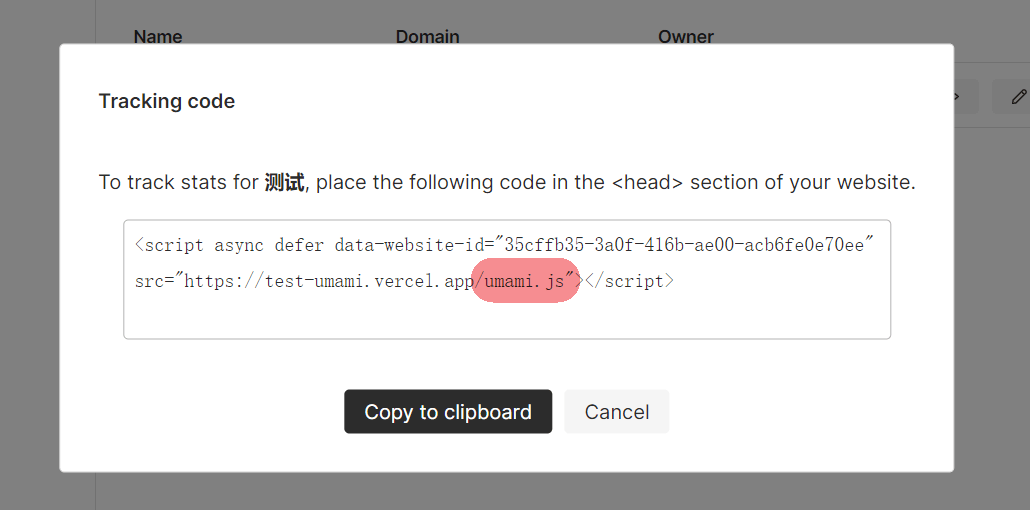 Name Domain Owner
Tracking code
To track stats for 测试, place the following code in the <head> section of your website.
<script async defer data-website-id="35cffb35-3a0f-416b-ae00-acb6fe0e70ee"
src="https://test-umami.vercel.app/umami.js"></script>
Copy to clipboard Cancel